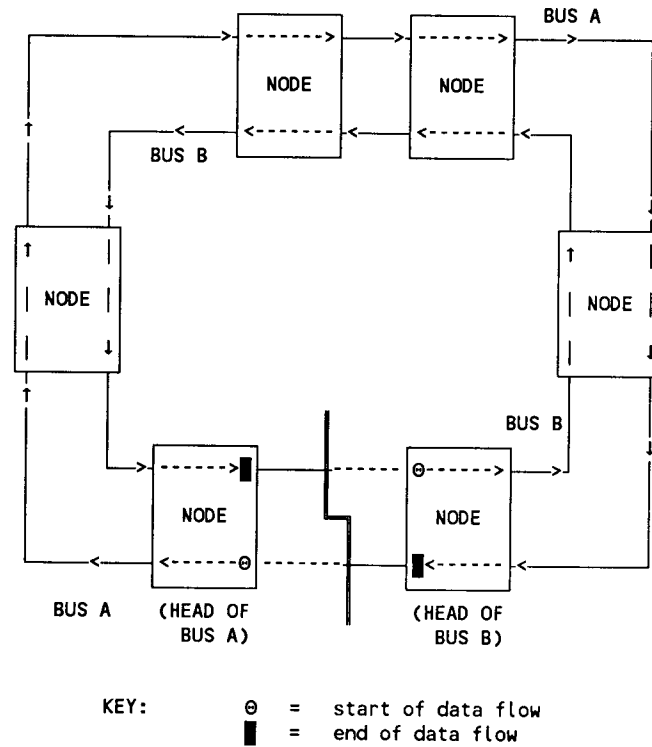 BUS A
NODE
NODE
BUS B
NODE
NODE
BUS B
NODE
NODE
BUS A
(HEAD OF
BUS A)
(HEAD OF
BUS B)
KEY:
Θ = start of data flow
█ = end of data flow